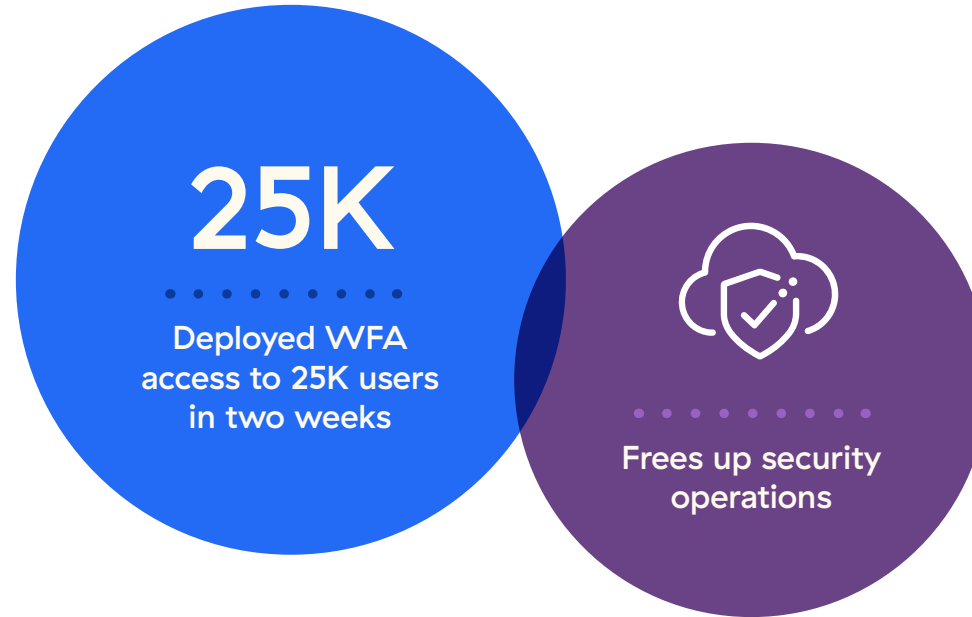 25K
Deployed WFA
access to 25K users
in two weeks
Frees up security
operations